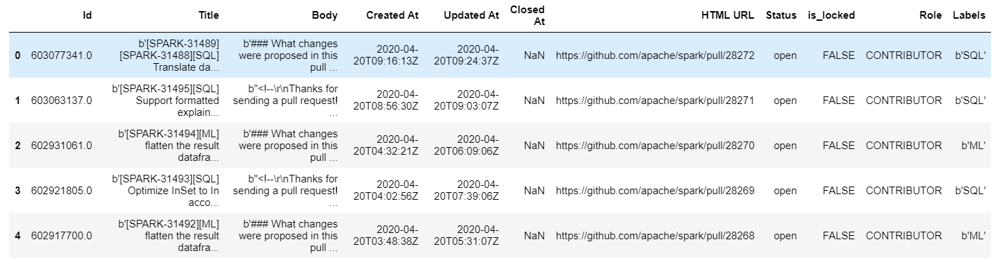 Id Title Body Created At Updated At Closed At HTML URL Status is_locked Role Labels
0 603077341.0 b'[SPARK-31489][SPARK-31488][SQL] Translate da... b'### What changes were proposed in this pull ... 2020-04-20T09:16:13Z 2020-04-20T09:24:37Z NaN https://github.com/apache/spark/pull/28272 open FALSE CONTRIBUTOR b'SQL'
1 603063137.0 b'[SPARK-31495][SQL] Support formatted explain... b"<!--\r\nThanks for sending a pull request! ... 2020-04-20T08:56:30Z 2020-04-20T09:03:07Z NaN https://github.com/apache/spark/pull/28271 open FALSE CONTRIBUTOR b'SQL'
2 602931061.0 b'[SPARK-31494][ML] flatten the result datafra... b'### What changes were proposed in this pull ... 2020-04-20T04:32:21Z 2020-04-20T06:09:06Z NaN https://github.com/apache/spark/pull/28270 open FALSE CONTRIBUTOR b'ML'
3 602921805.0 b'[SPARK-31493][SQL] Optimize InSet to In acco... b"<!--\r\nThanks for sending a pull request! ... 2020-04-20T04:02:56Z 2020-04-20T07:39:06Z NaN https://github.com/apache/spark/pull/28269 open FALSE CONTRIBUTOR b'SQL'
4 602917700.0 b'[SPARK-31492][ML] flatten the result datafra... b'### What changes were proposed in this pull ... 2020-04-20T03:48:38Z 2020-04-20T05:31:07Z NaN https://github.com/apache/spark/pull/28268 open FALSE CONTRIBUTOR b'ML'